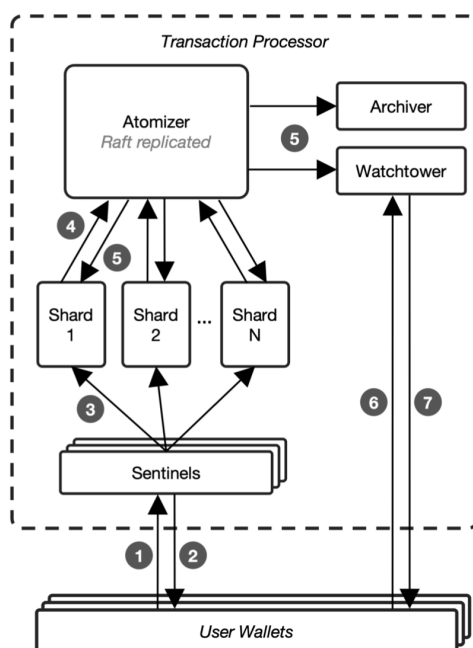 Transaction Processor
Atomizer
Raft replicated
Archiver
5
Watchtower
4
5
Shard
1
Shard
2
...
Shard
N
3
6
7
Sentinels
1
2
User Wallets